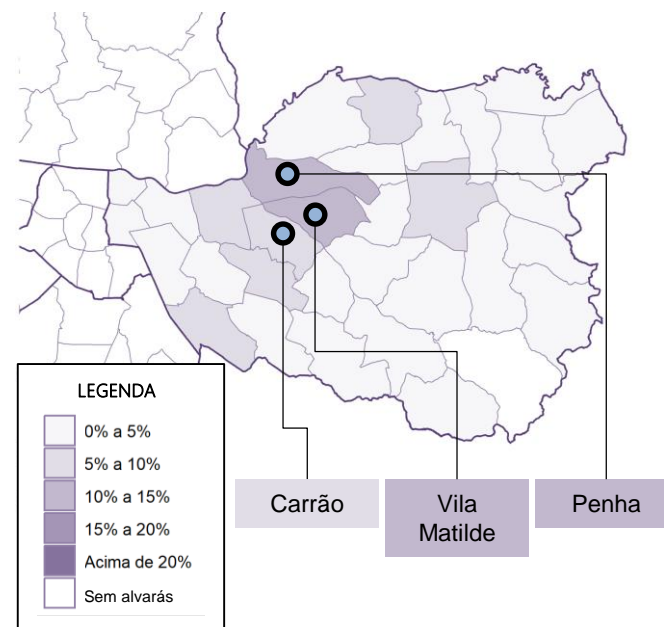 LEGENDA
0% a 5%
5% a 10%
10% a 15%
15% a 20%
Acima de 20%
Sem alvarás
Carrão
Vila
Matilde
Penha